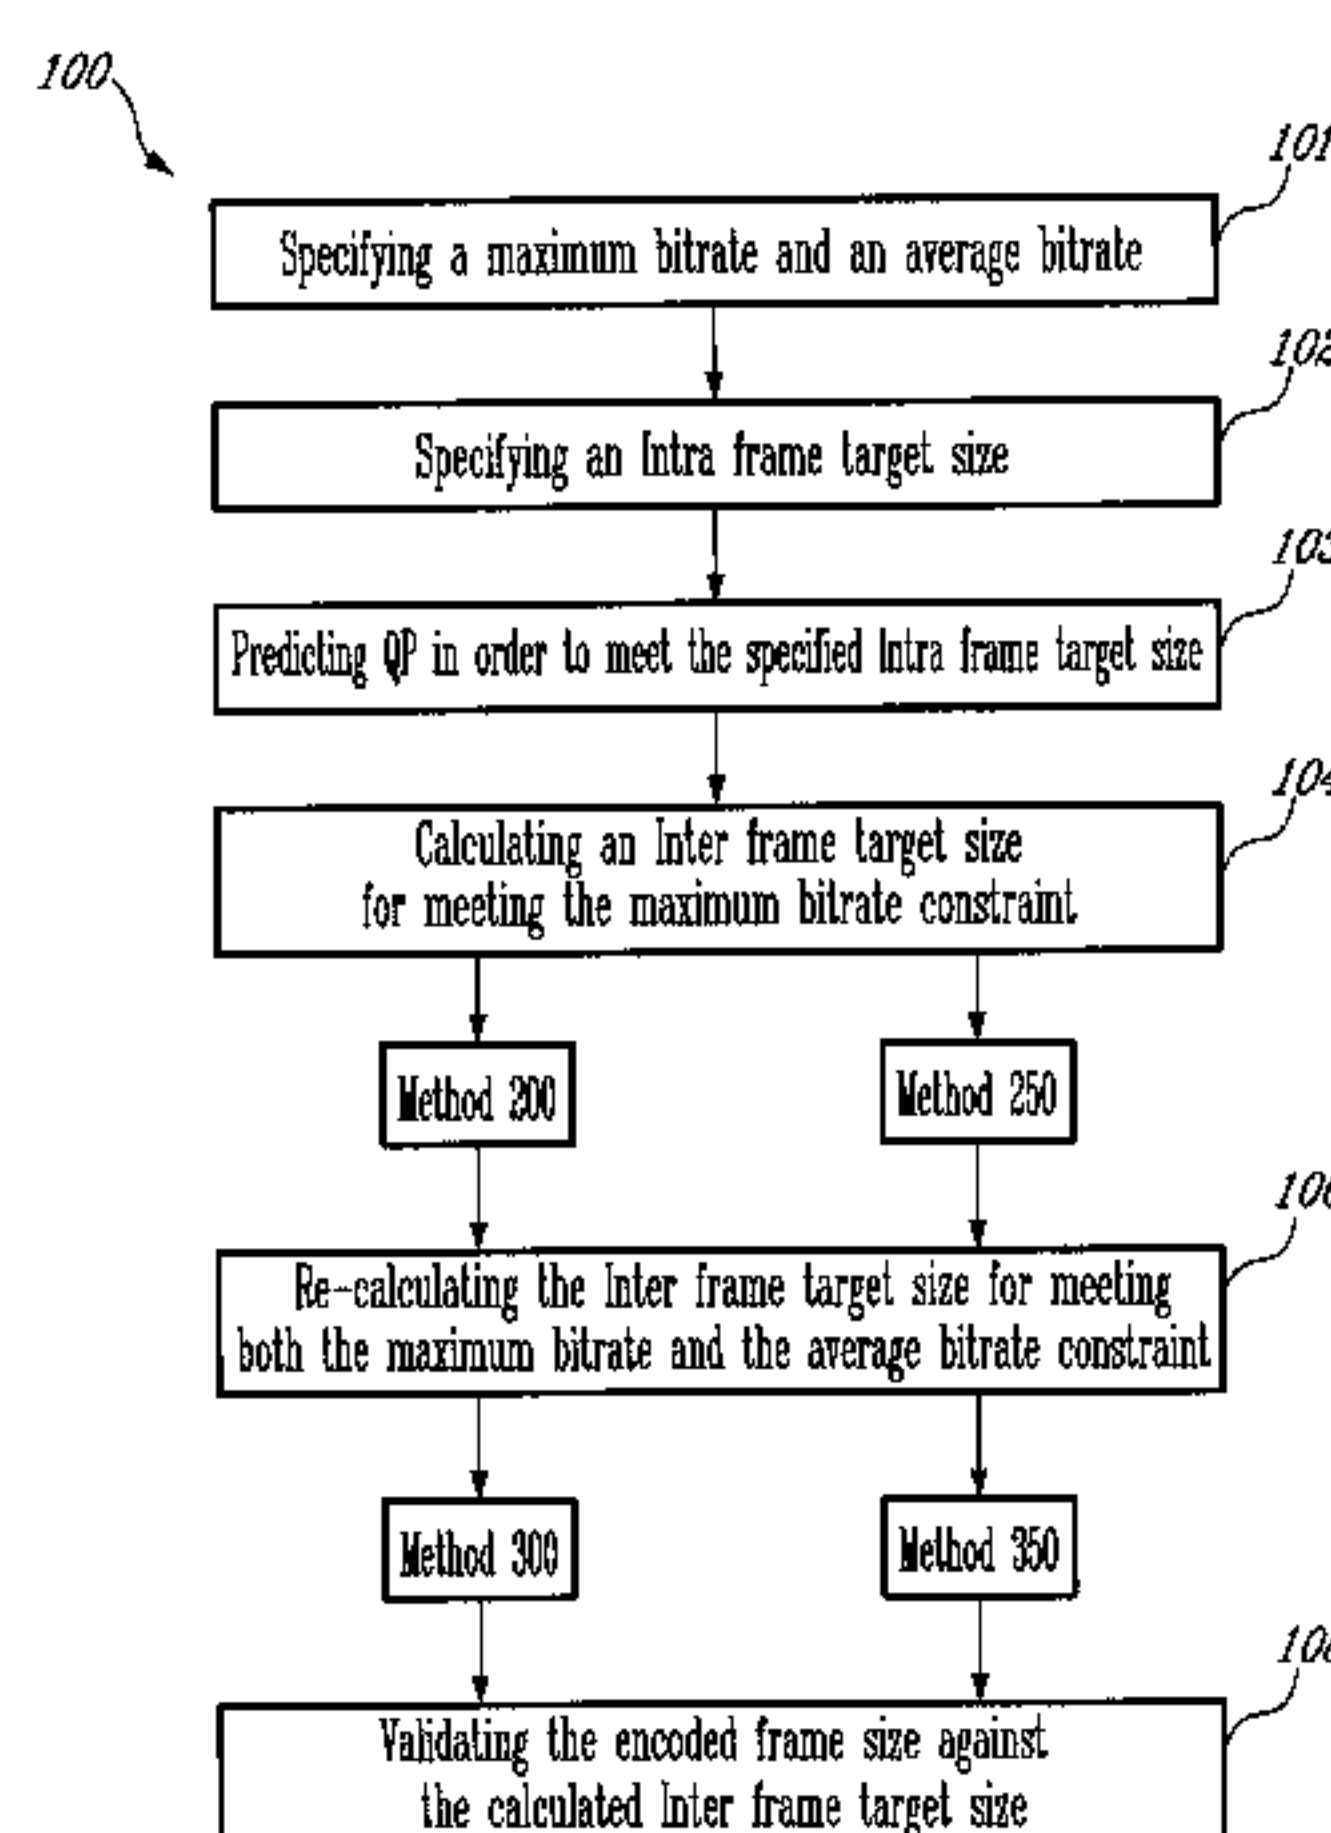 100
101
Specifying a maximum bitrate and an average bitrate
102
Specifying an Intra frame target size
103
Predicting QP in order to meet the specified Intra frame target size
104
Calculating an Inter frame target size
for meeting the maximum bitrate constraint
Method 200
Method 250
Re-calculating the Inter frame target size for meeting
both the maximum bitrate and the average bitrate constraint
Method 300
Method 350
Validating the encoded frame size against
the calculated Inter frame target size